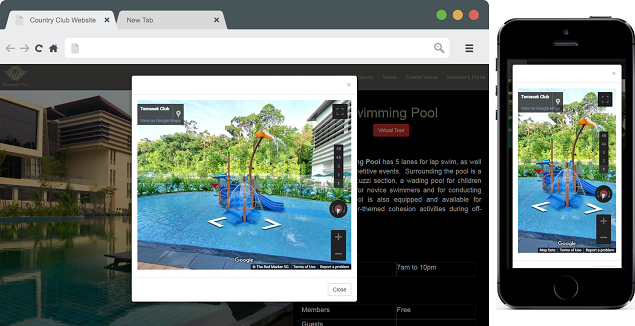 Country Club Website
New Tab
Social
Events Venue
Member's Portal
Temasek Club
View on Google Maps
Swimming Pool
Virtual Tour
ing Pool has 5 lanes for lap swim, as well
etitive events. Surrounding the pool is a
uzzi section, a wading pool for children
for novice swimmers and for conducting
ol is also equipped and available for
r-themed cohesion activities during off-
Google
© The Red Marker SG
Terms of Use
Report a problem
7am to 10pm
Close
Members
Free
Guests
Temasek Club
View on Google Maps
Google
Map Data
Terms of Use
Report a problem